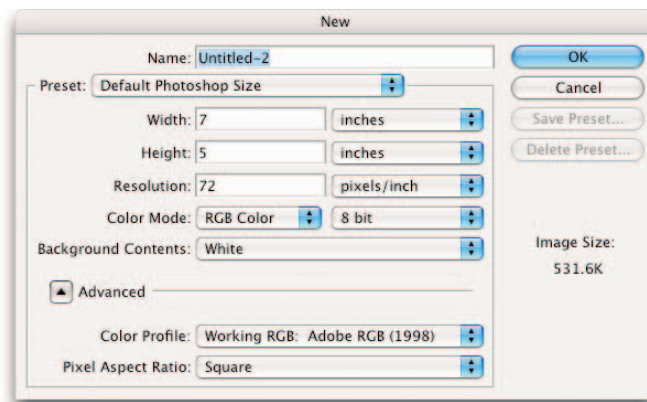 New
Name: Untitled-2
OK
Preset: Default Photoshop Size
Cancel
Width: 7 inches
Save Preset...
Height: 5 inches
Delete Preset...
Resolution: 72 pixels/inch
Color Mode: RGB Color 8 bit
Background Contents: White
Image Size:
531.6K
Advanced
Color Profile: Working RGB: Adobe RGB (1998)
Pixel Aspect Ratio: Square